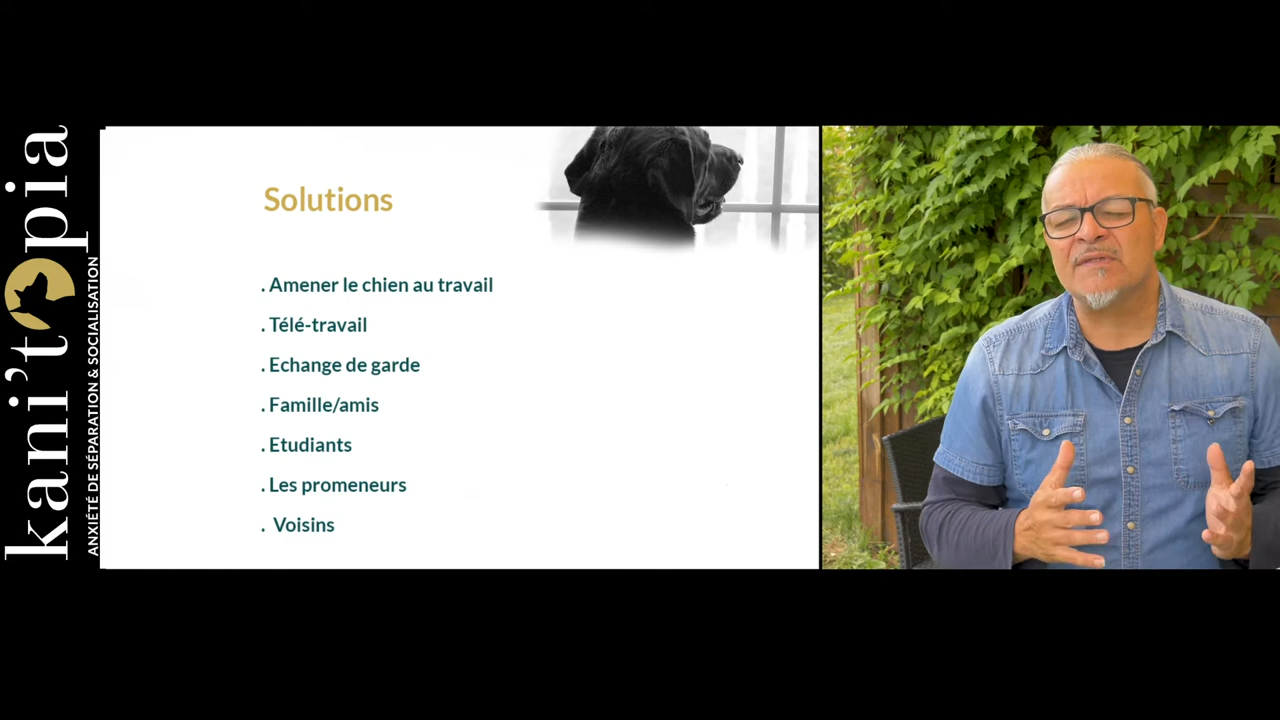 kani't pia
ANXIÉTÉ DE SÉPARATION & SOCIALISATION
Solutions
. Amener le chien au travail
. Télé-travail
. Echange de garde
. Famille/amis
. Etudiants
. Les promeneurs
. Voisins